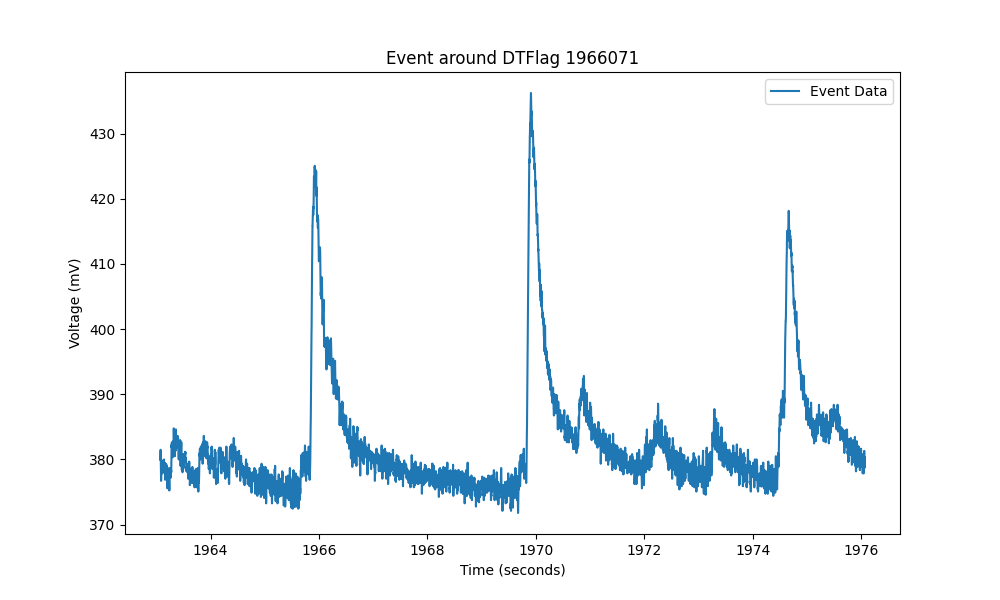 Event around DTFlag 1966071
Event Data
430
420
410
400
390
380
370
Voltage (mV)
1964 1966 1968 1970 1972 1974 1976
Time (seconds)